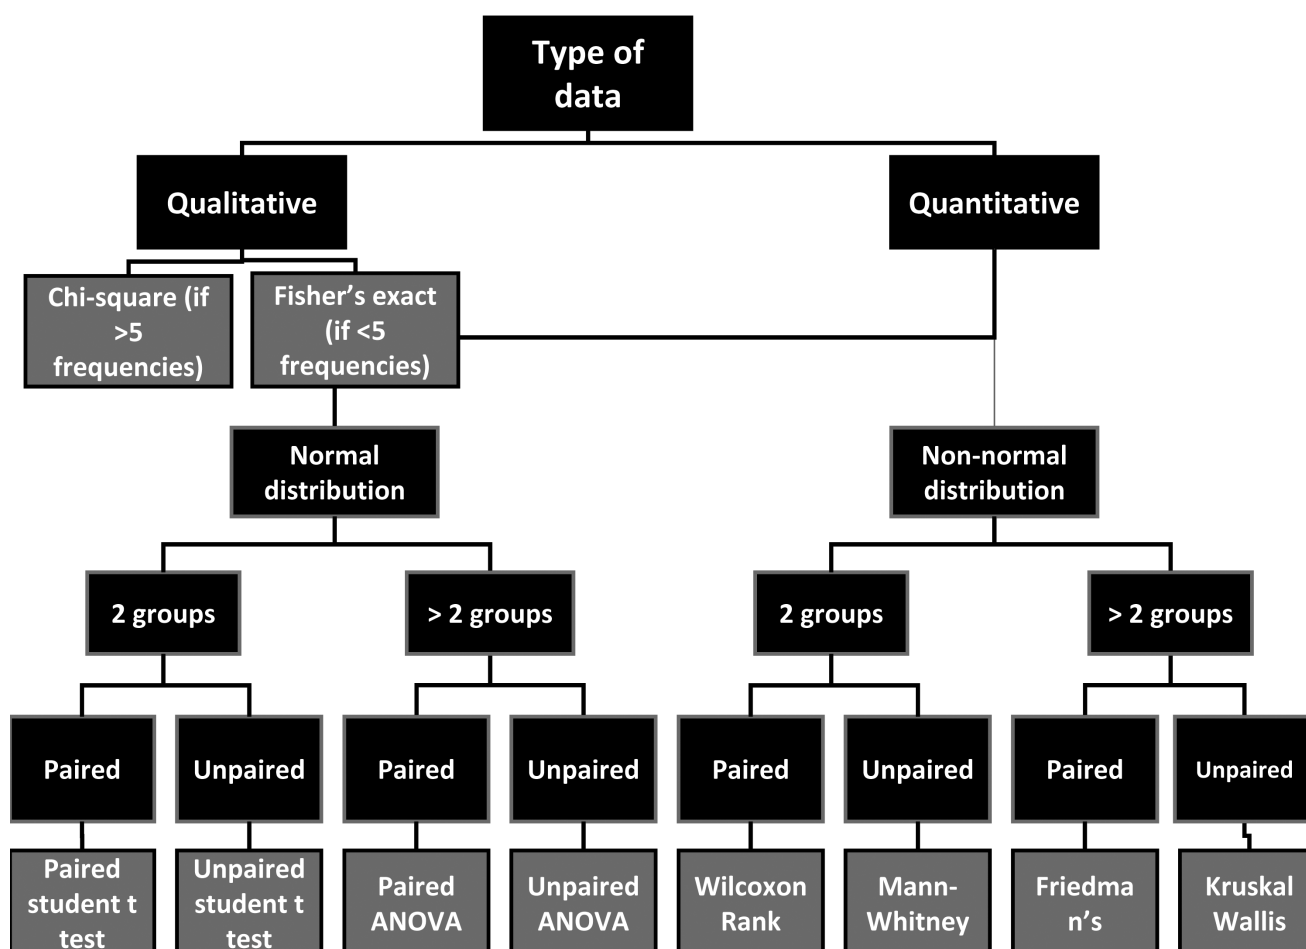 Type of
data
Qualitative
Quantitative
Chi-square (if
>5
frequencies)
Fisher’s exact
(if <5
frequencies)
Normal
distribution
Non-normal
distribution
2 groups
> 2 groups
2 groups
> 2 groups
Paired
Unpaired
Paired
Unpaired
Paired
Unpaired
Paired
Unpaired
Paired
student t
test
Unpaired
student t
test
Paired
ANOVA
Unpaired
ANOVA
Wilcoxon
Rank
Mann-
Whitney
Friedma
n’s
Kruskal
Wallis